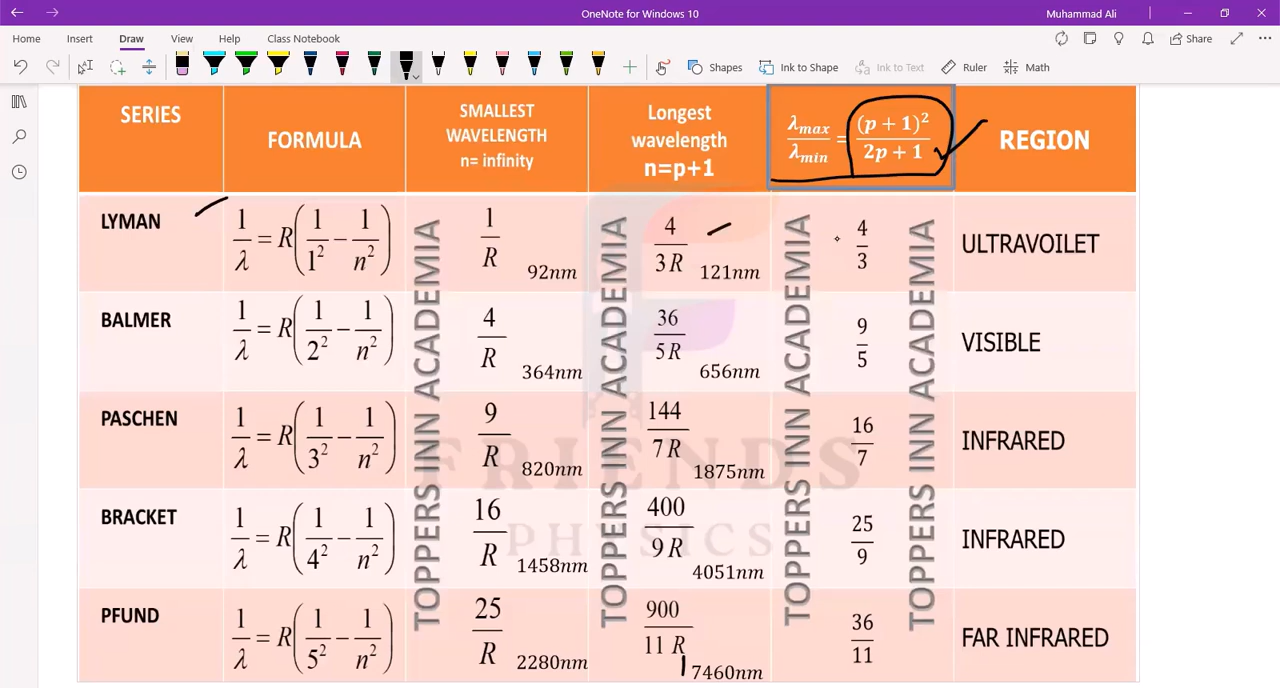 OneNote for Windows 10
Muhammad Ali
Home Insert Draw View Help Class Notebook
Share
Shapes Ink to Shape Ink to Text Ruler Math
SERIES
FORMULA
SMALLEST
WAVELENGTH
n= infinity
Longest
wavelength
n=p+1
λmax/λmin = (p + 1)²/2p + 1
REGION
LYMAN
1/λ = R(1/1² − 1/n²)
1/R 92nm
4/3R 121nm
4/3
ULTRAVOILET
BALMER
1/λ = R(1/2² − 1/n²)
4/R 364nm
36/5R 656nm
9/5
VISIBLE
PASCHEN
1/λ = R(1/3² − 1/n²)
9/R 820nm
144/7R 1875nm
16/7
INFRARED
BRACKET
1/λ = R(1/4² − 1/n²)
16/R 1458nm
400/9R 4051nm
25/9
INFRARED
PFUND
1/λ = R(1/5² − 1/n²)
25/R 2280nm
900/11 R 7460nm
36/11
FAR INFRARED
TOPPERS INN ACADEMIA
TOPPERS INN ACADEMIA
TOPPERS INN ACADEMIA
TOPPERS INN ACADEMIA
FRIENDS
PHYSICS